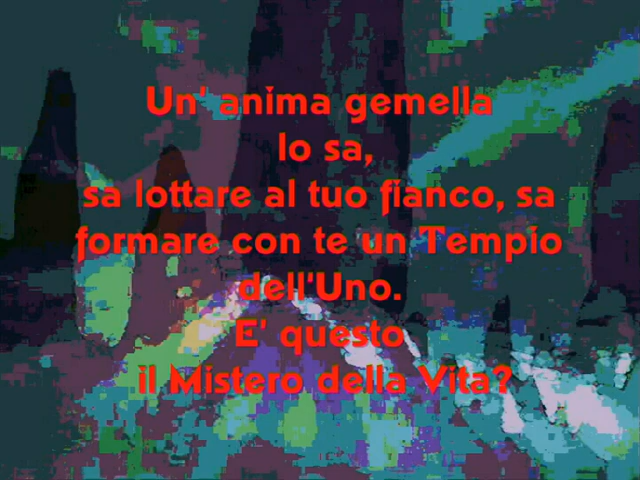 Un' anima gemella
lo sa,
sa lottare al tuo fianco, sa
formare con te un Tempio
dell'Uno.
E' questo
il Mistero della Vita?